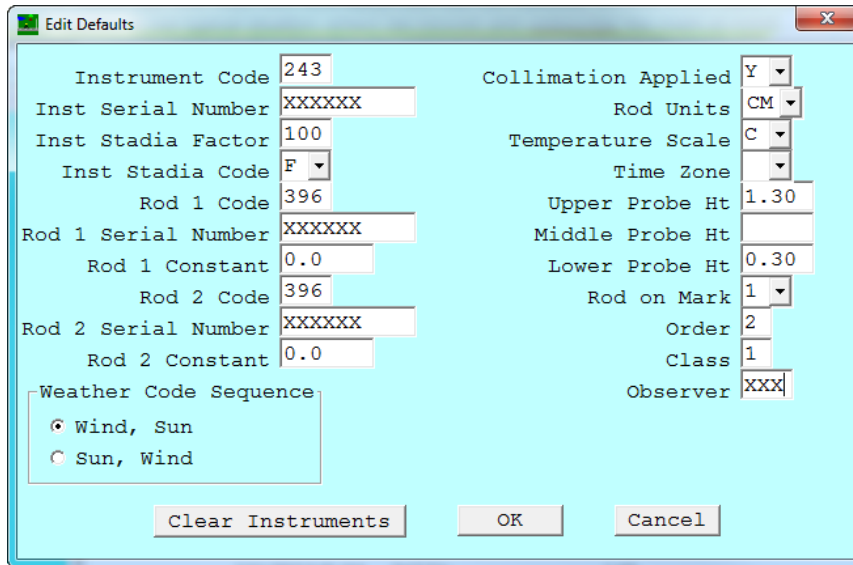 Edit Defaults
Instrument Code 243
Inst Serial Number XXXXXX
Inst Stadia Factor 100
Inst Stadia Code F
Rod 1 Code 396
Rod 1 Serial Number XXXXXX
Rod 1 Constant 0.0
Rod 2 Code 396
Rod 2 Serial Number XXXXXX
Rod 2 Constant 0.0
Weather Code Sequence
Wind, Sun
Sun, Wind
Collimation Applied Y
Rod Units CM
Temperature Scale C
Time Zone
Upper Probe Ht 1.30
Middle Probe Ht
Lower Probe Ht 0.30
Rod on Mark 1
Order 2
Class 1
Observer XXX
Clear Instruments OK Cancel